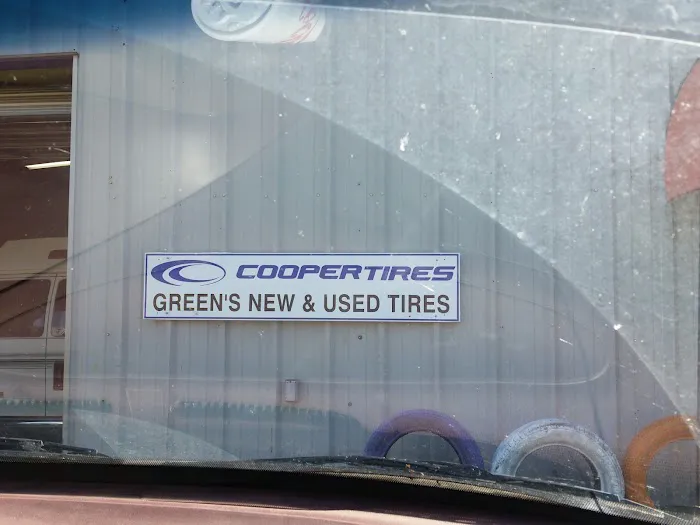 COOPERTIRES
GREEN'S NEW & USED TIRES